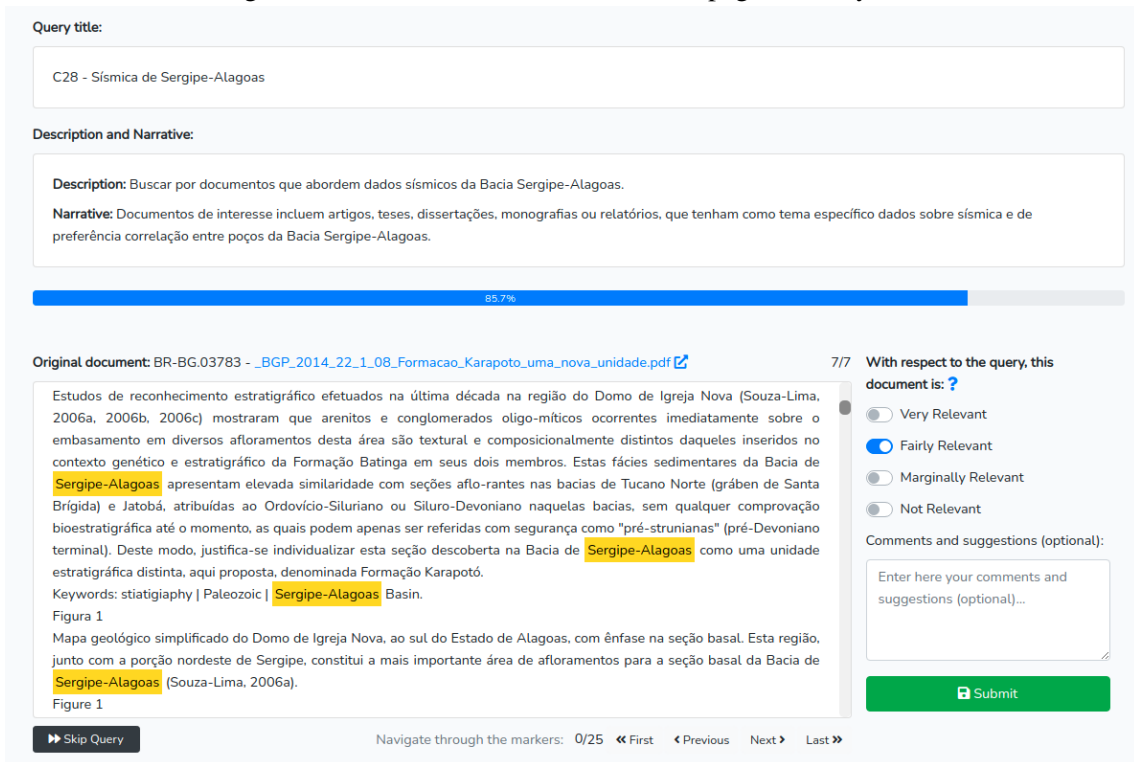 Query title:
C28 - Sísmica de Sergipe-Alagoas
Description and Narrative:
Description: Buscar por documentos que abordem dados sísmicos da Bacia Sergipe-Alagoas.
Narrative: Documentos de interesse incluem artigos, teses, dissertações, monografias ou relatórios, que tenham como tema específico dados sobre sísmica e de
preferência correlação entre poços da Bacia Sergipe-Alagoas.
85.7%
Original document: BR-BG.03783 - _BGP_2014_22_1_08_Formacao_Karapoto_uma_nova_unidade.pdf
7/7
Estudos de reconhecimento estratigráfico efetuados na última década na região do Domo de Igreja Nova (Souza-Lima,
2006a, 2006b, 2006c) mostraram que arenitos e conglomerados oligo-míticos ocorrentes imediatamente sobre o
embasamento em diversos afloramentos desta área são textural e composicionalmente distintos daqueles inseridos no
contexto genético e estratigráfico da Formação Batinga em seus dois membros. Estas fácies sedimentares da Bacia de
Sergipe-Alagoas apresentam elevada similaridade com seções aflo-rantes nas bacias de Tucano Norte (gráben de Santa
Brígida) e Jatobá, atribuídas ao Ordovício-Siluriano ou Siluro-Devoniano naquelas bacias, sem qualquer comprovação
bioestratigráfica até o momento, as quais podem apenas ser referidas com segurança como "pré-strunianas" (pré-Devoniano
terminal). Deste modo, justifica-se individualizar esta seção descoberta na Bacia de Sergipe-Alagoas como uma unidade
estratigráfica distinta, aqui proposta, denominada Formação Karapotó.
Keywords: stiatigiaphy | Paleozoic | Sergipe-Alagoas Basin.
Figura 1
Mapa geológico simplificado do Domo de Igreja Nova, ao sul do Estado de Alagoas, com ênfase na seção basal. Esta região,
junto com a porção nordeste de Sergipe, constitui a mais importante área de afloramentos para a seção basal da Bacia de
Sergipe-Alagoas (Souza-Lima, 2006a).
Figure 1
Skip Query
Navigate through the markers: 0/25 First Previous Next Last
With respect to the query, this
document is: ?
Very Relevant
Fairly Relevant
Marginally Relevant
Not Relevant
Comments and suggestions (optional):
Enter here your comments and
suggestions (optional)...
Submit